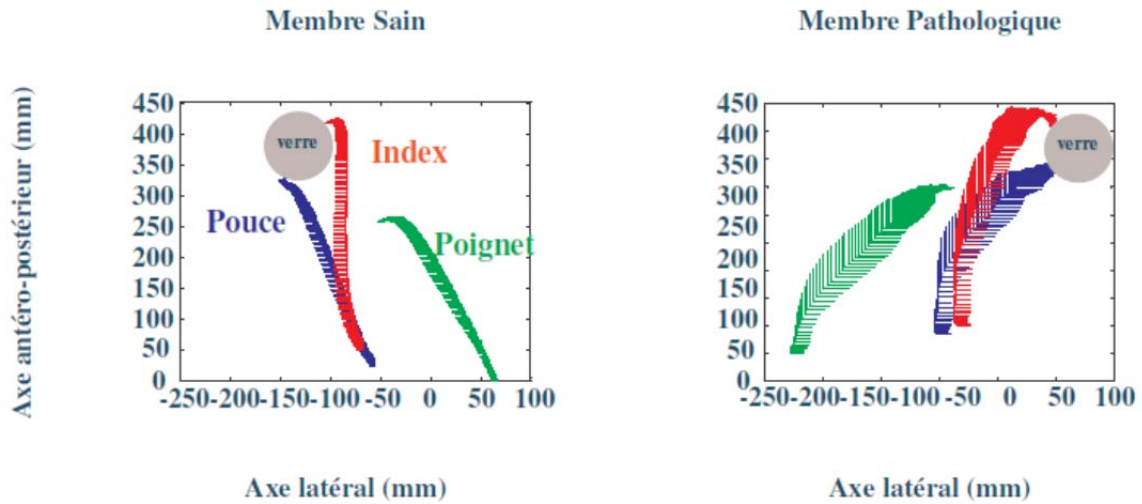 Membre Sain
Membre Pathologique
Axe antéro-postérieur (mm)
450
400
350
300
250
200
150
100
50
0
-250 -200 -150 -100 -50 0 50 100
verre
Index
Pouce
Poignet
Axe latéral (mm)
450
400
350
300
250
200
150
100
50
0
-250 -200 -150 -100 -50 0 50 100
verre
Axe latéral (mm)